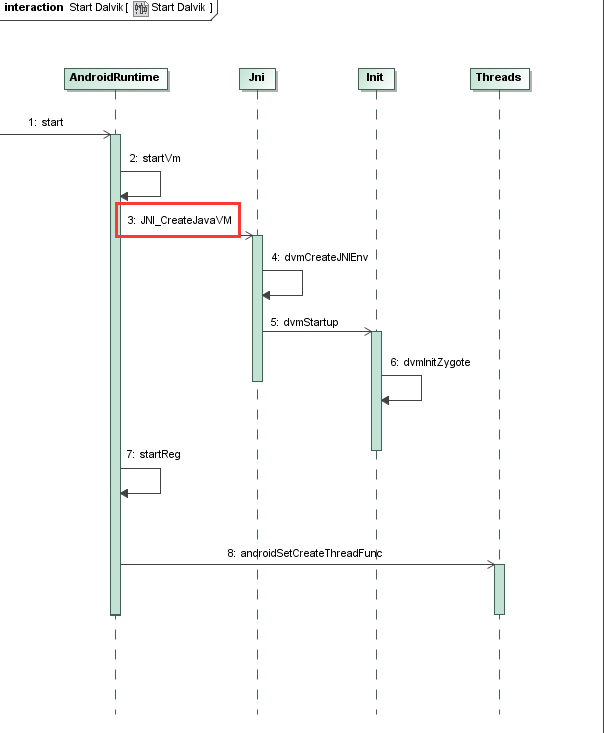 interaction Start Dalvik [ Start Dalvik ]
AndroidRuntime Jni Init Threads
1: start
2: startVm
3: JNI_CreateJavaVM
4: dvmCreateJNIEnv
5: dvmStartup
6: dvmInitZygote
7: startReg
8: androidSetCreateThreadFunc